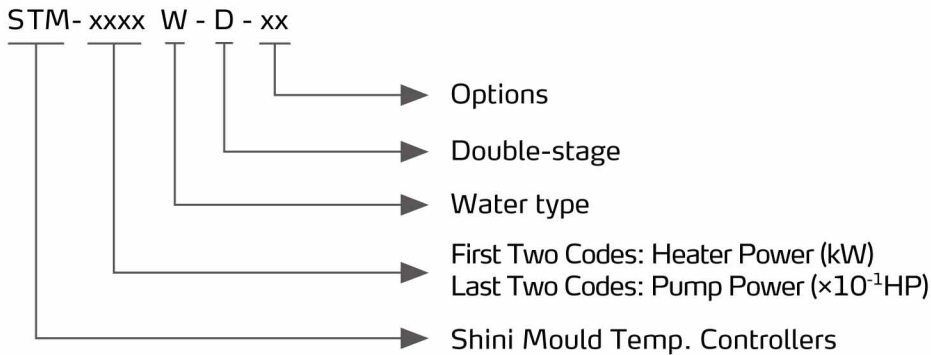 STM- xxxx W - D - xx
Options
Double-stage
Water type
First Two Codes: Heater Power (kW)
Last Two Codes: Pump Power (×10⁻¹HP)
Shini Mould Temp. Controllers